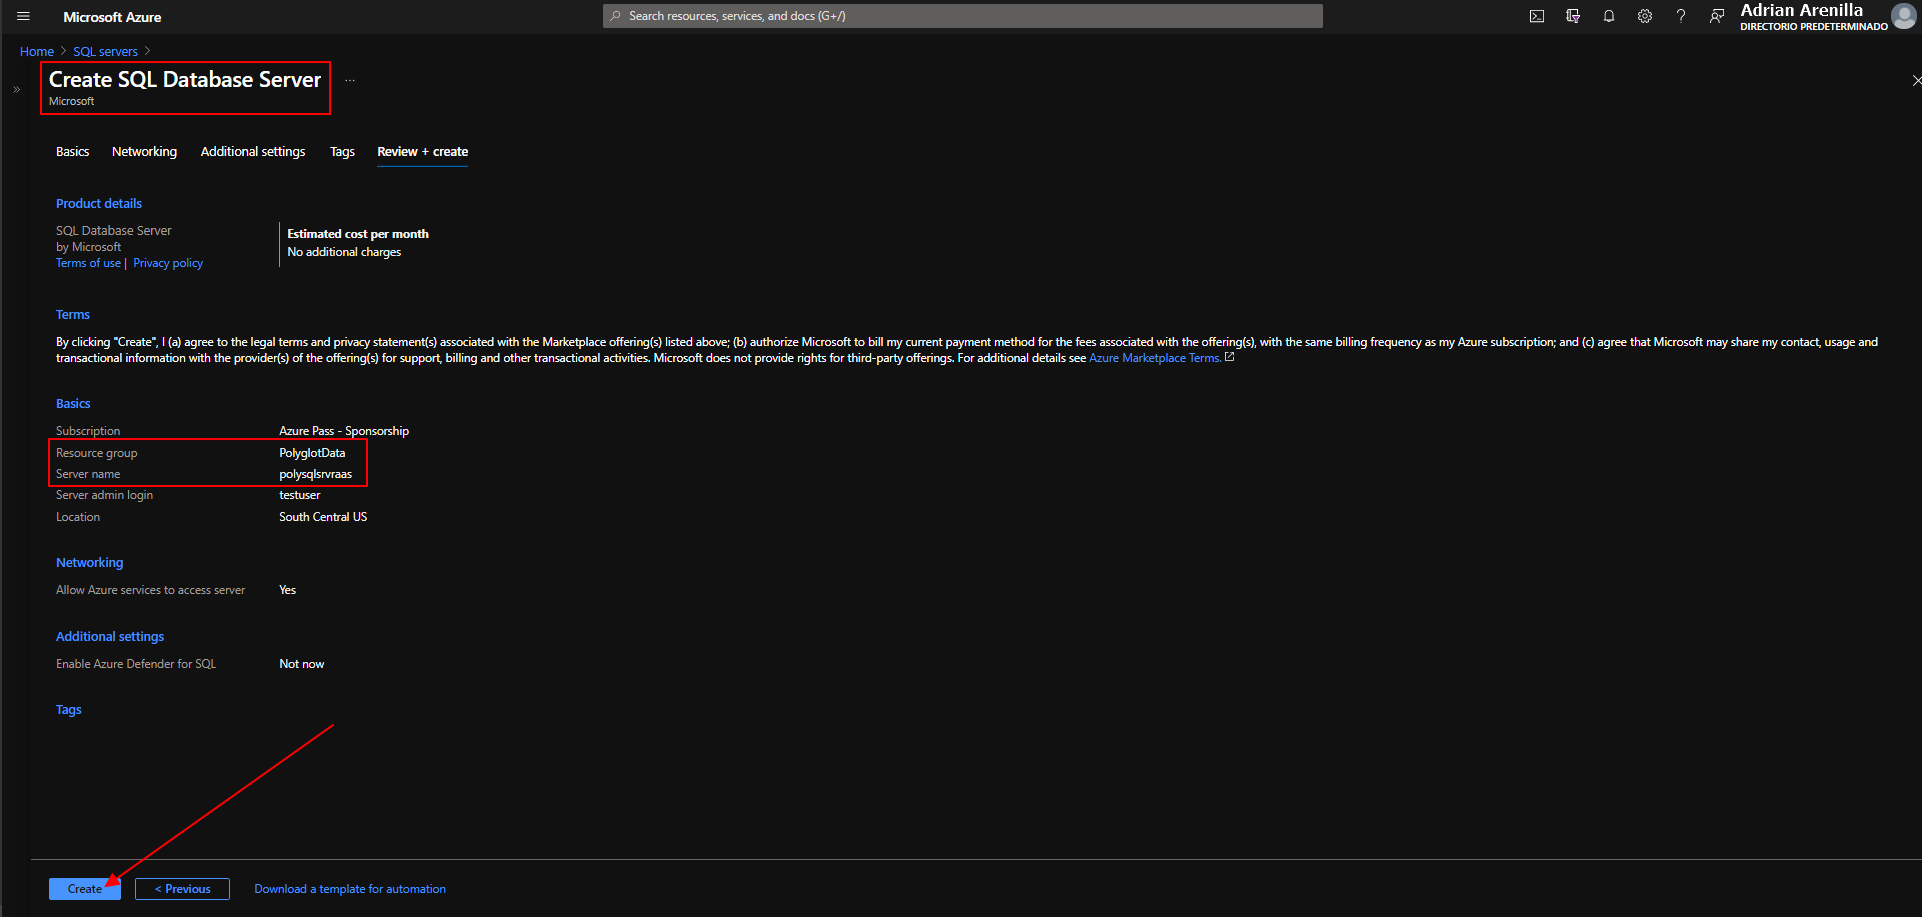 Microsoft Azure
Search resources, services, and docs (G+/)
Adrian Arenilla
DIRECTORIO PREDETERMINADO
Home > SQL servers >
Create SQL Database Server ...
Microsoft
Basics Networking Additional settings Tags Review + create
Product details
SQL Database Server
by Microsoft
Terms of use | Privacy policy
Estimated cost per month
No additional charges
Terms
By clicking "Create", I (a) agree to the legal terms and privacy statement(s) associated with the Marketplace offering(s) listed above; (b) authorize Microsoft to bill my current payment method for the fees associated with the offering(s), with the same billing frequency as my Azure subscription; and (c) agree that Microsoft may share my contact, usage and
transactional information with the provider(s) of the offering(s) for support, billing and other transactional activities. Microsoft does not provide rights for third-party offerings. For additional details see Azure Marketplace Terms.
Basics
Subscription Azure Pass - Sponsorship
Resource group PolyglotData
Server name polysqlsrvraas
Server admin login testuser
Location South Central US
Networking
Allow Azure services to access server Yes
Additional settings
Enable Azure Defender for SQL Not now
Tags
Create < Previous Download a template for automation